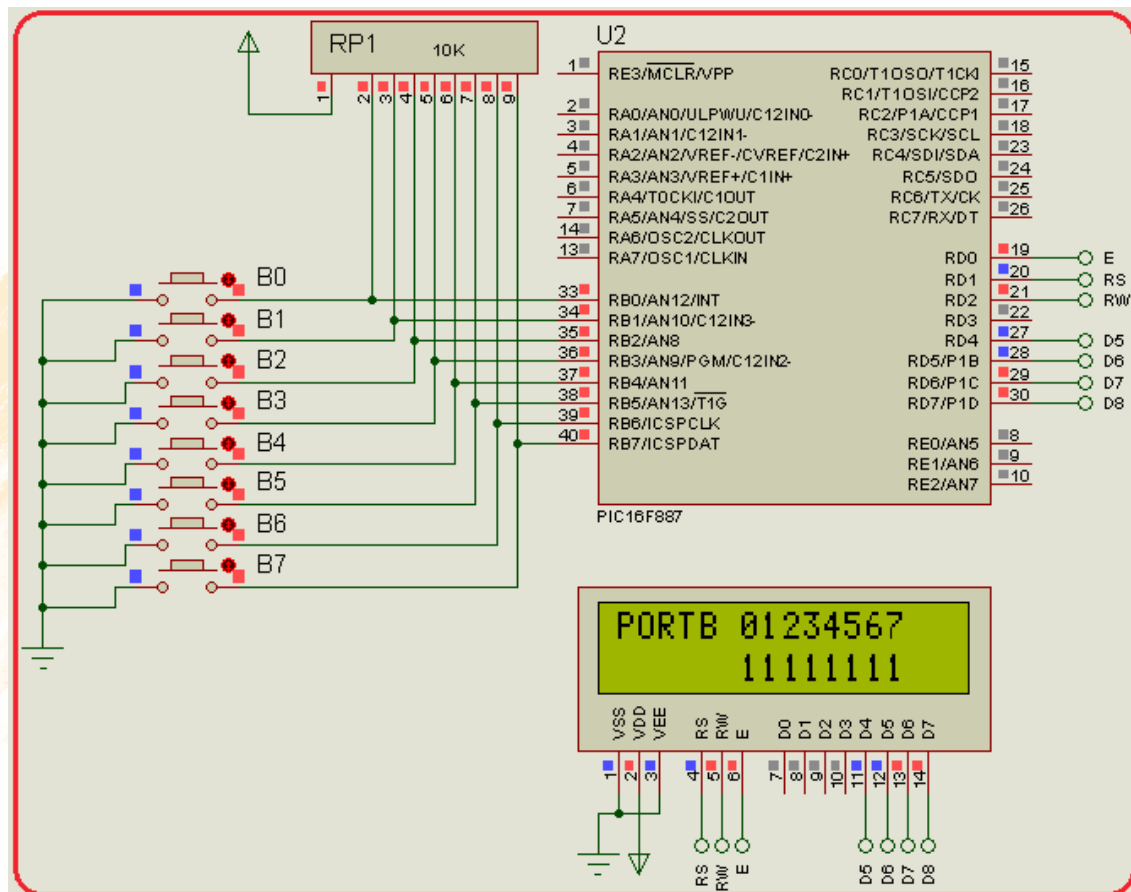 RP1 10K
1 2 3 4 5 6 7 8 9
U2
1 RE3/MCLR/VPP
2 RA0/AN0/ULPWU/C12IN0-
3 RA1/AN1/C12IN1-
4 RA2/AN2/VREF-/CVREF/C2IN+
5 RA3/AN3/VREF+/C1IN+
6 RA4/T0CKI/C1OUT
7 RA5/AN4/SS/C2OUT
14 RA6/OSC2/CLKOUT
13 RA7/OSC1/CLKIN
33 RB0/AN12/INT
34 RB1/AN10/C12IN3-
35 RB2/AN8
36 RB3/AN9/PGM/C12IN2-
37 RB4/AN11
38 RB5/AN13/T1G
39 RB6/ICSPCLK
40 RB7/ICSPDAT
RC0/T1OSO/T1CKI 15
RC1/T1OSI/CCP2 16
RC2/P1A/CCP1 17
RC3/SCK/SCL 18
RC4/SDI/SDA 23
RC5/SDO 24
RC6/TX/CK 25
RC7/RX/DT 26
RD0 19 E
RD1 20 RS
RD2 21 RW
RD3 22
RD4 27 D5
RD5/P1B 28 D6
RD6/P1C 29 D7
RD7/P1D 30 D8
RE0/AN5 8
RE1/AN6 9
RE2/AN7 10
PIC16F887
B0
B1
B2
B3
B4
B5
B6
B7
PORTB 01234567
11111111
VSS VDD VEE RS RW E D0 D1 D2 D3 D4 D5 D6 D7
1 2 3 4 5 6 7 8 9 10 11 12 13 14
RS RW E D5 D6 D7 D8